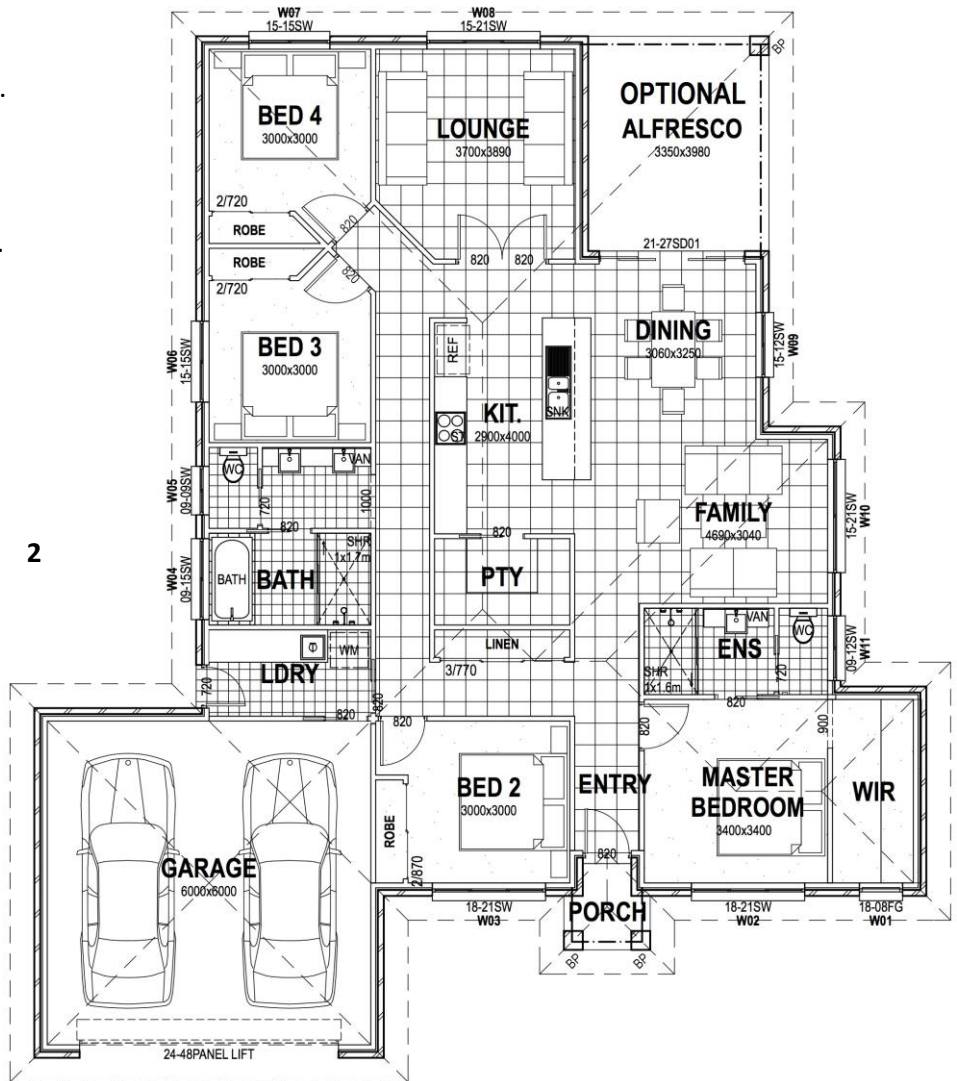 W07
15-15SW
W08
15-21SW
BP
.
BED 4
3000x3000
LOUNGE
3700x3890
OPTIONAL
ALFRESCO
3350x3980
2/720
820
ROBE
.
ROBE
820
820
820
21-27SD01
2/720
W06
15-15SW
BED 3
3000x3000
REF
DINING
3060x3250
15-12SW
W09
KIT.
2900x4000
SNK
ST
WC
VAN
720
1000
820
W05
09-09SW
FAMILY
4690x3040
15-21SW
W10
820
2
W04
09-15SW
BATH
BATH
SHR
1x1.7m
PTY
LINEN
3/770
VAN
ENS
WC
SHR
1x1.6m
720
820
09-12SW
W11
LDRY
WM
720
820
820
820
820
900
BED 2
3000x3000
ENTRY
MASTER
BEDROOM
3400x3400
WIR
ROBE
2/870
GARAGE
6000x6000
820
18-21SW
W03
PORCH
18-21SW
W02
18-08FG
W01
BP
BP
24-48PANEL LIFT